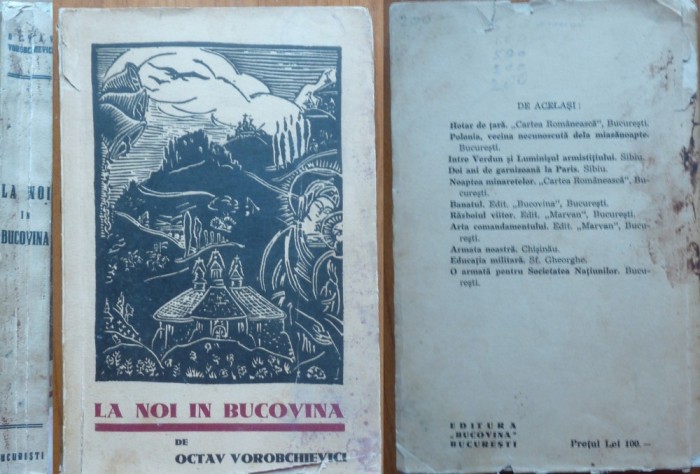 VOROBCHIEVICI
LA NOI
în
BUCOVINA
BUCUREȘTI
LA NOI IN BUCOVINA
DE
OCTAV VOROBCHIEVICI
DE ACELAȘI :
Hotar de țară. „Cartea Românească”, București.
Polonia, vecina necunoscută dela miazănoapte.
București.
Intre Verdun și Luminișul armistițiului. Sibiu.
Doi ani de garnisoană la Paris. Sibiu.
Noaptea minaretelor. „Cartea Românească”, Bu-
curești.
Banatul. Edit. „Bucovina”, București.
Războiul viitor. Edit. „Marvan”, București.
Arta comandamentului. Edit. „Marvan”, Bucu-
rești.
Armata noastră. Chișinău.
Educația militară. Sf. Gheorghe.
O armată pentru Societatea Națiunilor. Bucu-
rești.
EDITURA
„BUCOVINA”
BUCUREȘTI
Prețul Lei 100.—